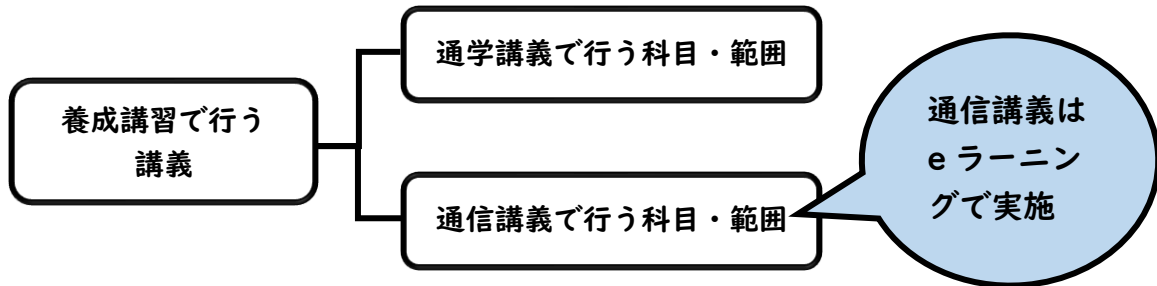 養成講習で行う
講義
通学講義で行う科目・範囲
通信講義で行う科目・範囲
通信講義は
e ラーニン
グで実施